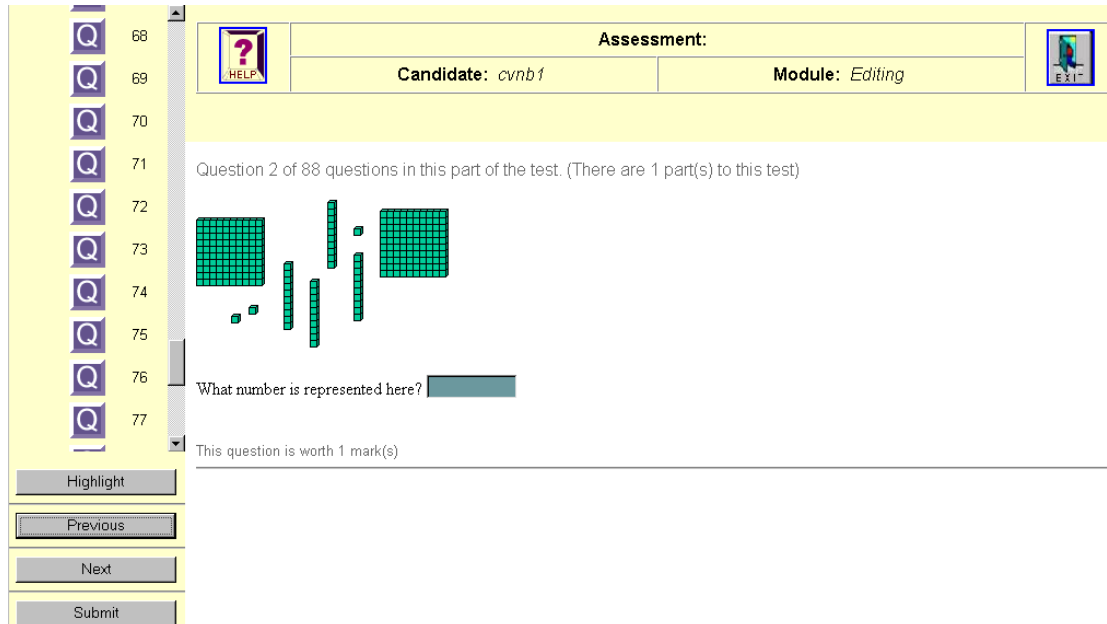 Q 68
Q 69
Q 70
Q 71
Q 72
Q 73
Q 74
Q 75
Q 76
Q 77
Highlight
Previous
Next
Submit
? HELP
Assessment:
EXIT
Candidate: cvnb1 Module: Editing
Question 2 of 88 questions in this part of the test. (There are 1 part(s) to this test)
What number is represented here?
This question is worth 1 mark(s)